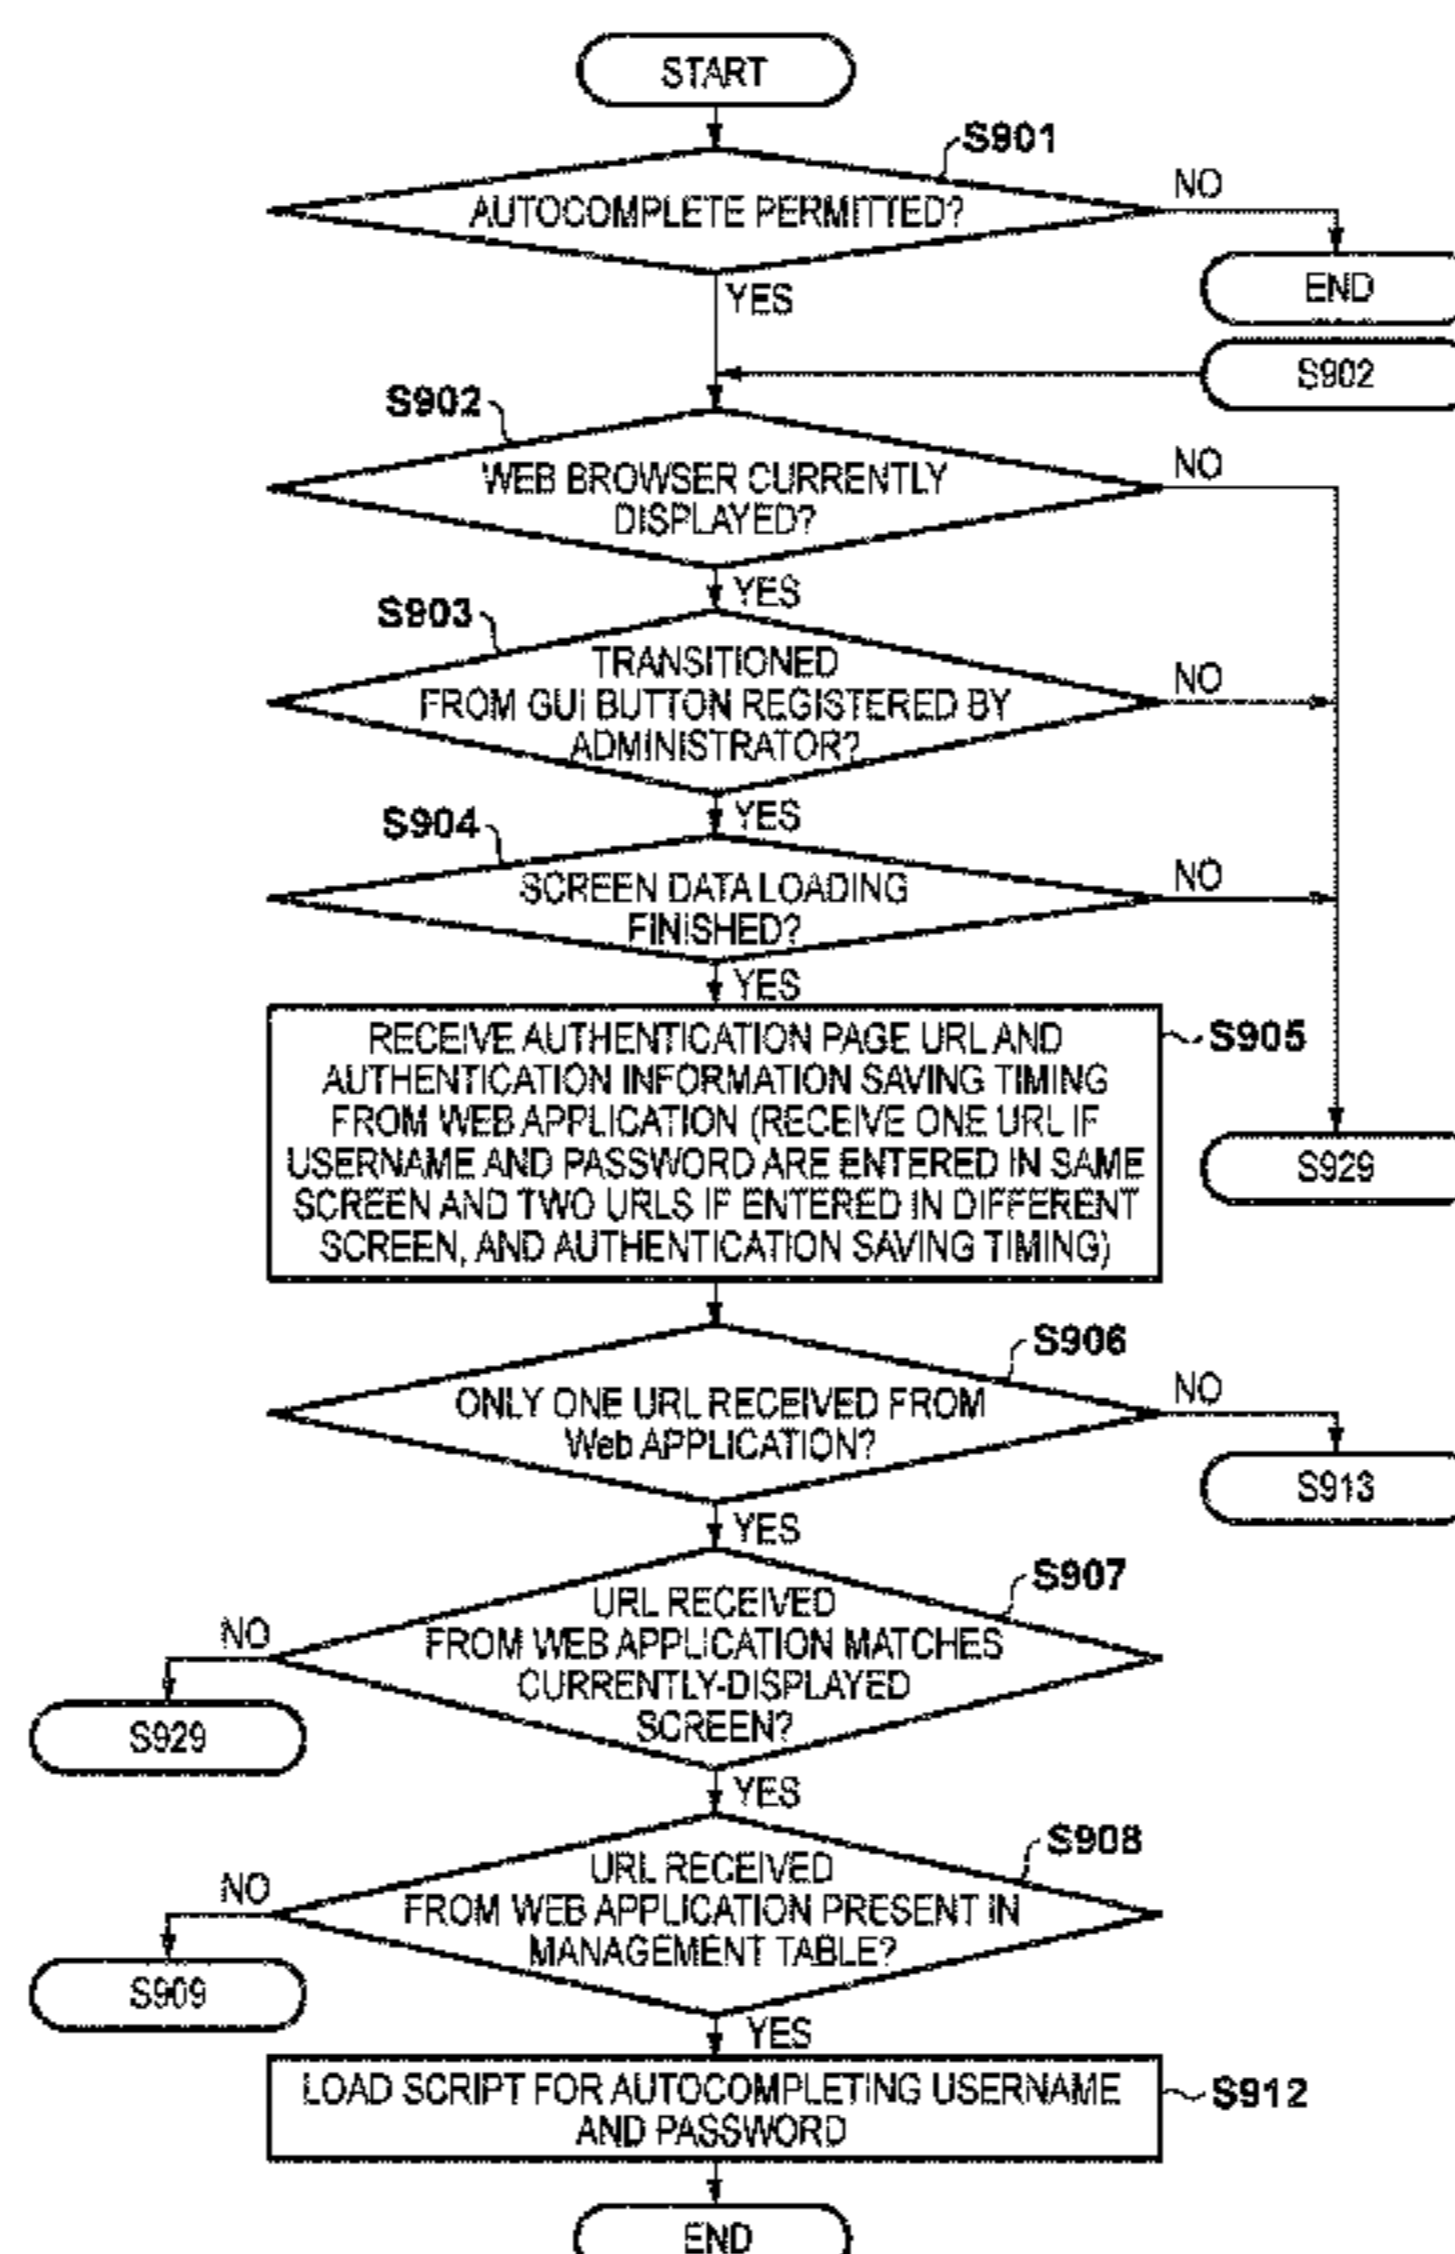 START
S901
AUTOCOMPLETE PERMITTED?
NO
END
YES
S902
S902
WEB BROWSER CURRENTLY
DISPLAYED?
NO
YES
S903
TRANSITIONED
FROM GUI BUTTON REGISTERED BY
ADMINISTRATOR?
NO
YES
S904
SCREEN DATA LOADING
FINISHED?
NO
YES
RECEIVE AUTHENTICATION PAGE URL AND
AUTHENTICATION INFORMATION SAVING TIMING
FROM WEB APPLICATION (RECEIVE ONE URL IF
USERNAME AND PASSWORD ARE ENTERED IN SAME
SCREEN AND TWO URLS IF ENTERED IN DIFFERENT
SCREEN, AND AUTHENTICATION SAVING TIMING)
S905
S929
S906
ONLY ONE URL RECEIVED FROM
Web APPLICATION?
NO
S913
YES
S907
URL RECEIVED
FROM WEB APPLICATION MATCHES
CURRENTLY-DISPLAYED
SCREEN?
NO
S929
YES
S908
URL RECEIVED
FROM WEB APPLICATION PRESENT IN
MANAGEMENT TABLE?
NO
S909
YES
LOAD SCRIPT FOR AUTOCOMPLETING USERNAME
AND PASSWORD
S912
END